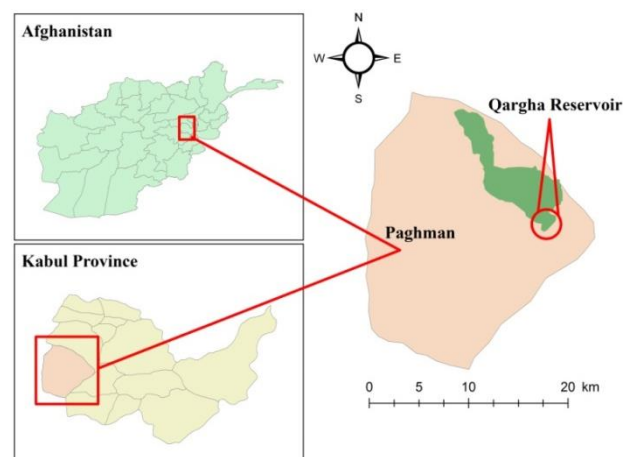 Afghanistan
N
W E
S
Qargha Reservoir
Paghman
Kabul Province
0 5 10 20 km